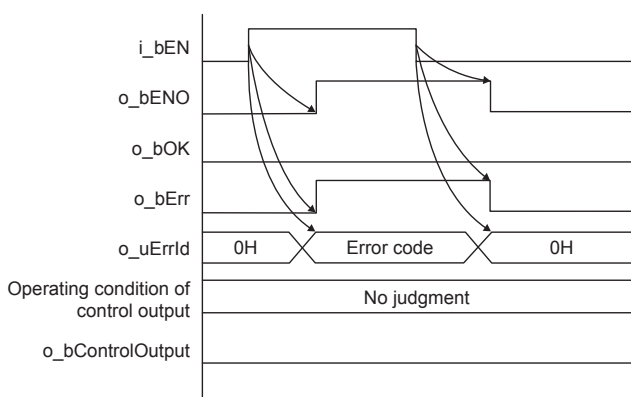 i_bEN
o_bENO
o_bOK
o_bErr
o_uErrId
0H
Error code
0H
Operating condition of
control output
No judgment
o_bControlOutput